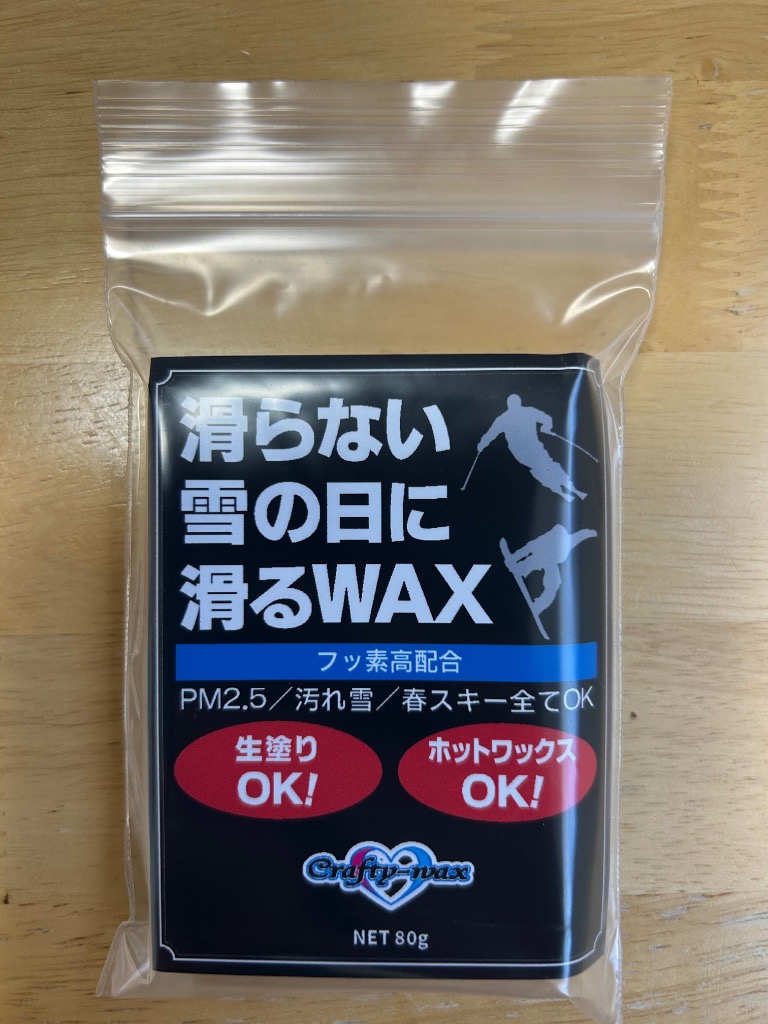 滑らない
雪の日に
滑るWAX
フッ素高配合
PM2.5／汚れ雪／春スキー全てOK
生塗り
OK!
ホットワックス
OK!
Crafty-wax
NET 80g